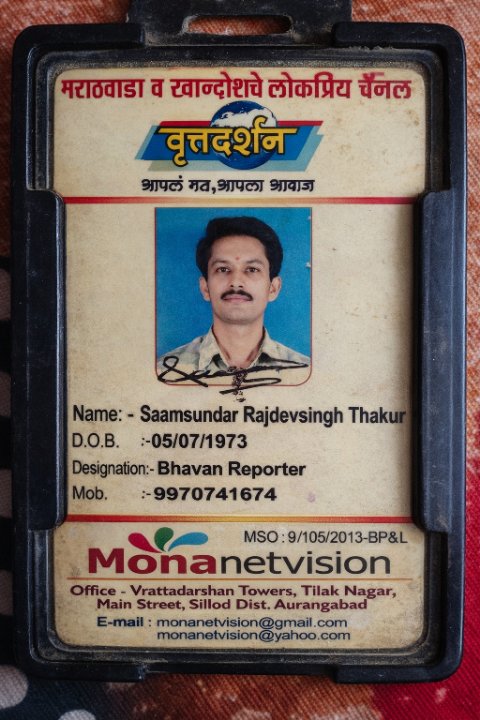 मराठवाडा व खान्दोशचे लोकप्रिय चॅनल
वृत्तदर्शन
आपलं मत,आपला आवाज
Name: - Saamsundar Rajdevsingh Thakur
D.O.B. :-05/07/1973
Designation:- Bhavan Reporter
Mob. :-9970741674
MSO : 9/105/2013-BP&L
Monanetvision
Office - Vrattadarshan Towers, Tilak Nagar,
Main Street, Sillod Dist. Aurangabad
E-mail : monanetvision@gmail.com
monanetvision@yahoo.com